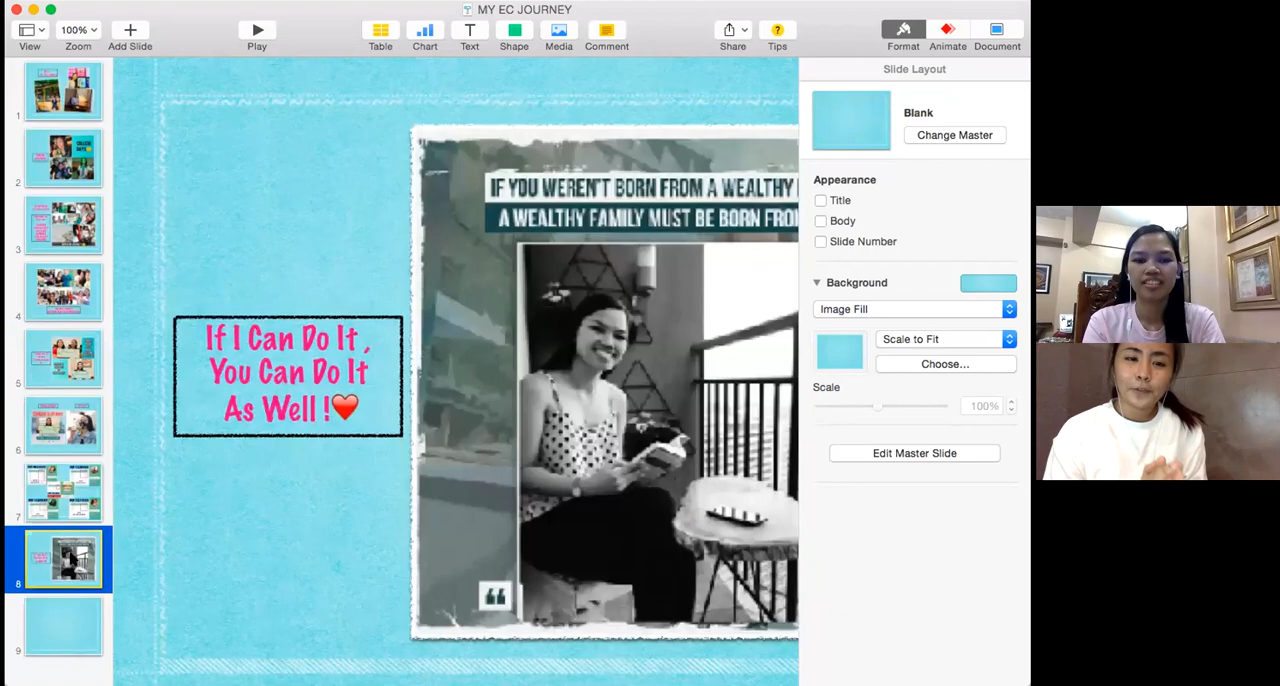 MY EC JOURNEY
100%
View
Zoom
Add Slide
Play
Table
Chart
Text
Shape
Media
Comment
Share
Tips
Format
Animate
Document
Slide Layout
Blank
Change Master
Appearance
Title
Body
Slide Number
Background
Image Fill
Scale to Fit
Choose...
Scale
100%
Edit Master Slide
1
2
3
4
5
6
7
8
9
IF YOU WEREN'T BORN FROM A WEALTHY
A WEALTHY FAMILY MUST BE BORN FROM
If I Can Do It ,
You Can Do It
As Well !❤️